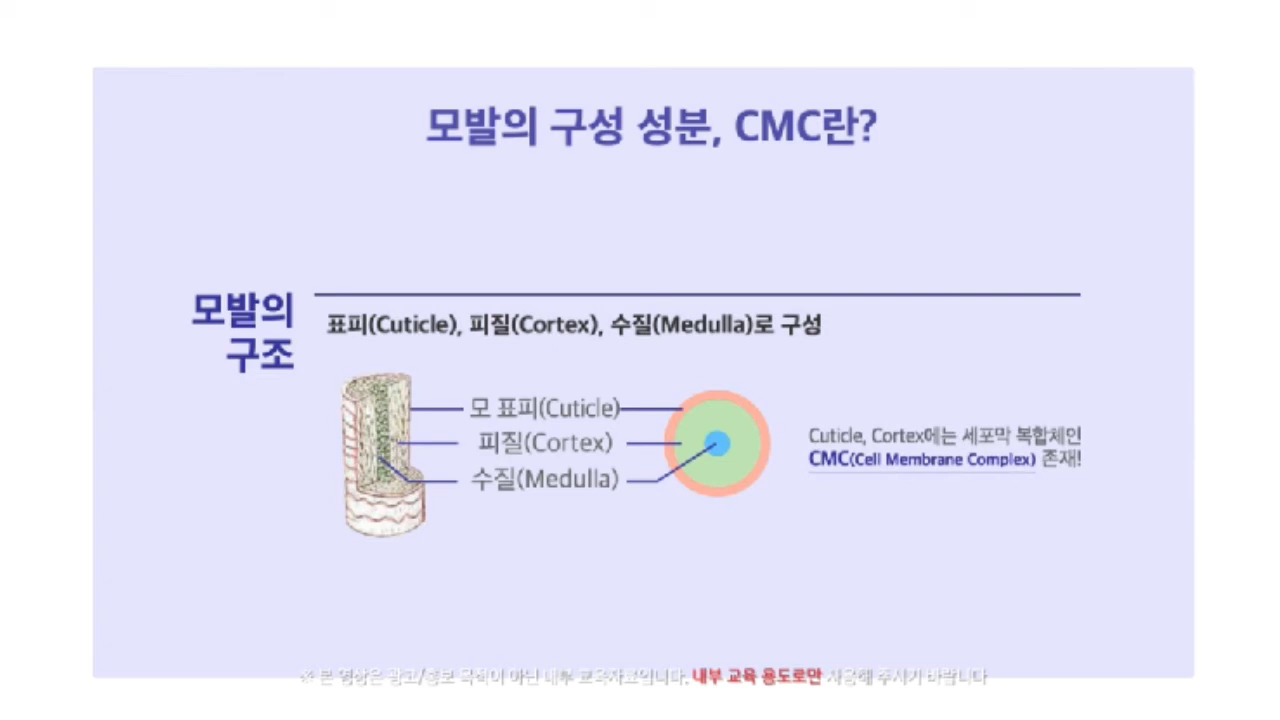 모발의 구성 성분, CMC란?
모발의
구조
표피(Cuticle), 피질(Cortex), 수질(Medulla)로 구성
모 표피(Cuticle)
피질(Cortex)
수질(Medulla)
Cuticle, Cortex에는 세포막 복합체인
CMC(Cell Membrane Complex) 존재!
※ 본 영상은 광고/홍보 목적이 아닌 내부 교육자료입니다. 내부 교육 용도로만 사용해 주시기 바랍니다